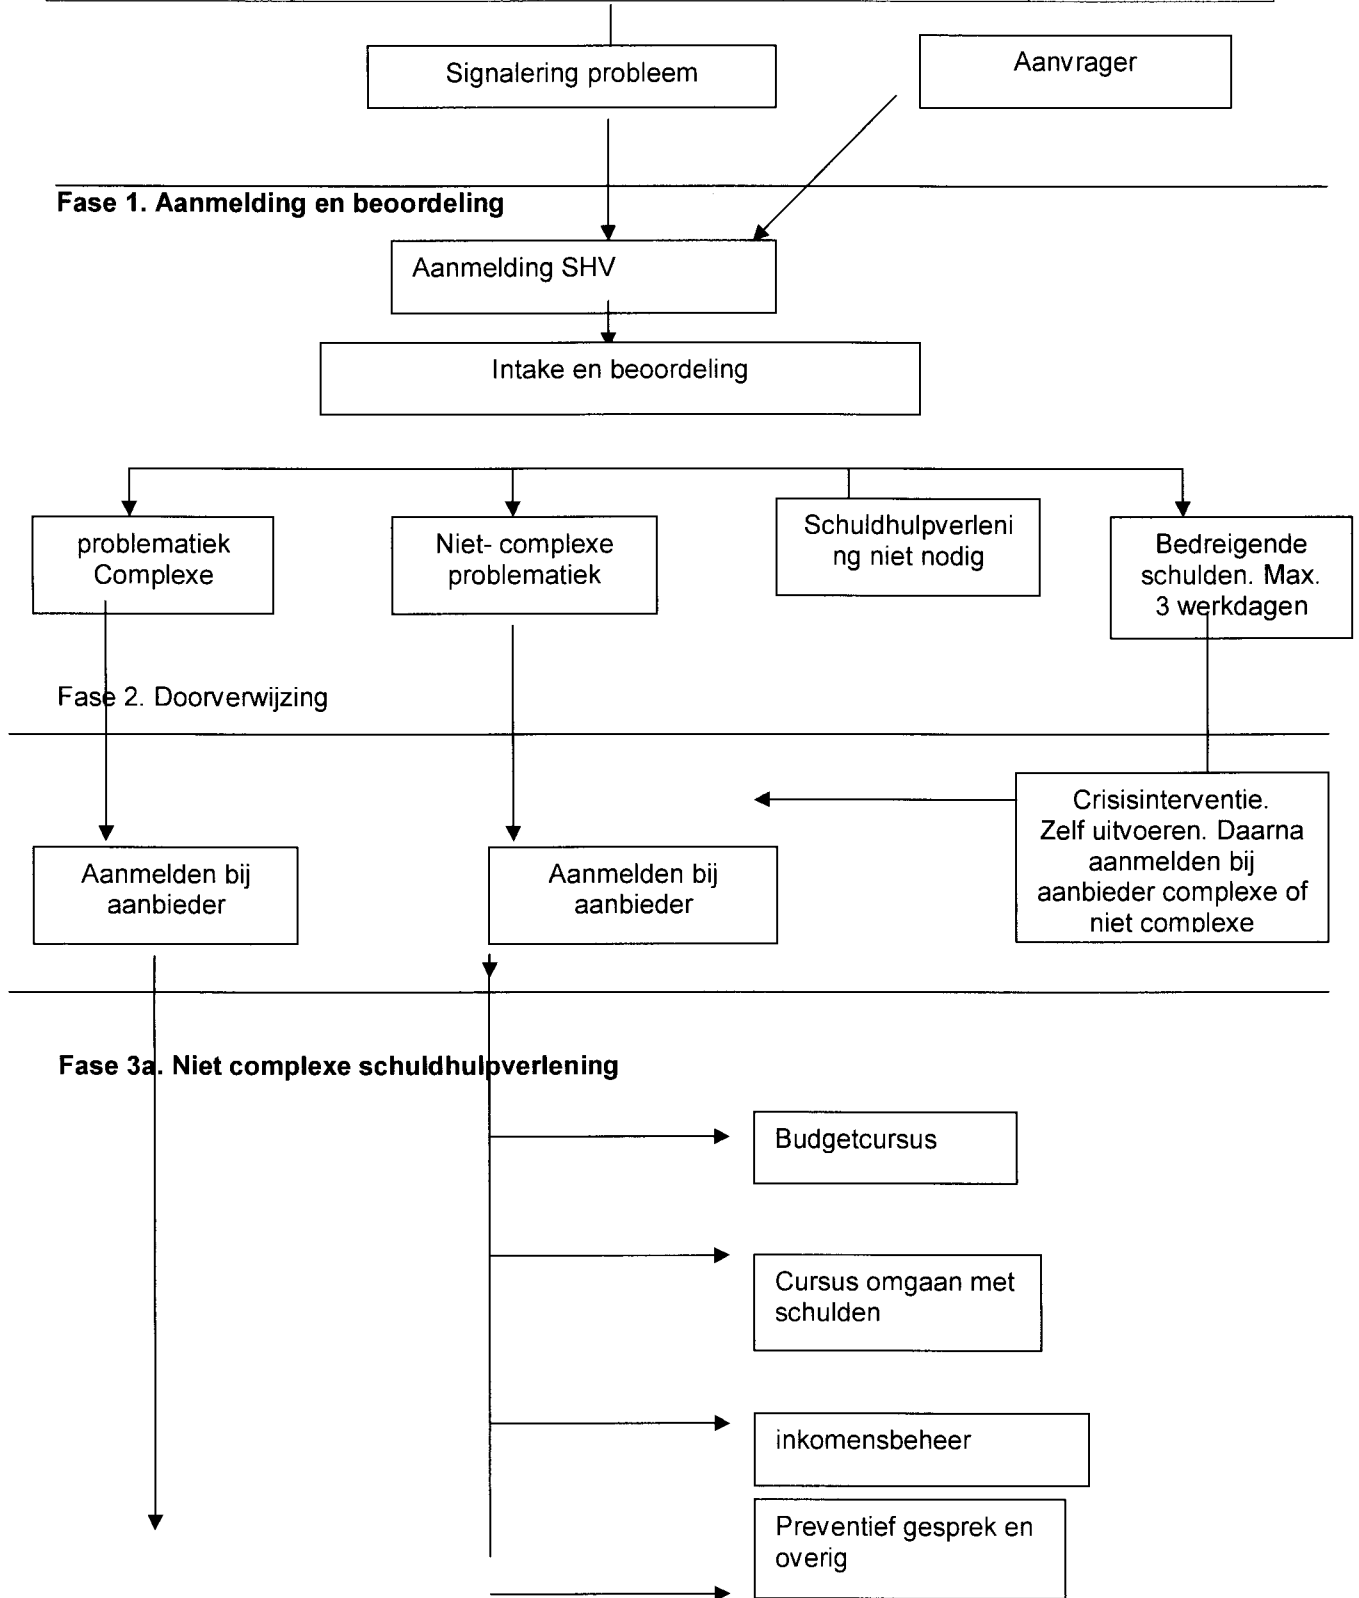 Signalering probleem
Aanvrager
Fase 1. Aanmelding en beoordeling
Aanmelding SHV
Intake en beoordeling
problematiek
Complexe
Niet- complexe
problematiek
Schuldhulpverleni
ng niet nodig
Bedreigende
schulden. Max.
3 werkdagen
Fase 2. Doorverwijzing
Aanmelden bij
aanbieder
Aanmelden bij
aanbieder
Crisisinterventie.
Zelf uitvoeren. Daarna
aanmelden bij
aanbieder complexe of
niet complexe
Fase 3a. Niet complexe schuldhulpverlening
Budgetcursus
Cursus omgaan met
schulden
inkomensbeheer
Preventief gesprek en
overig